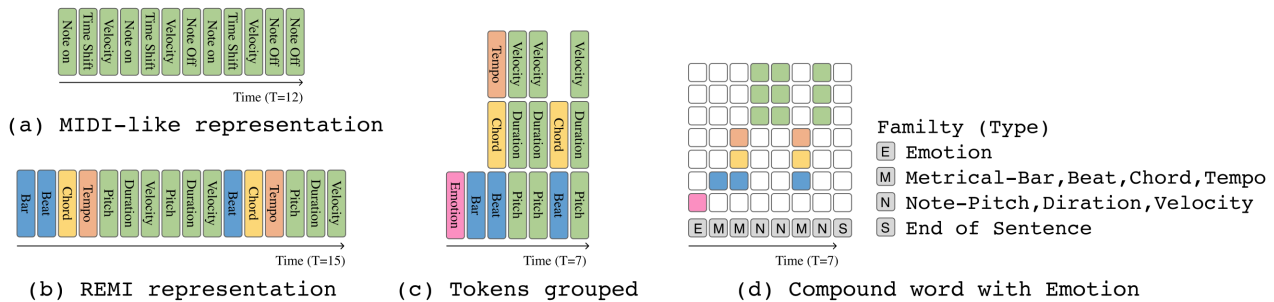 Note on
Time Shift
Velocity
Note on
Time Shift
Velocity
Note Off
Note on
Time Shift
Velocity
Note Off
Note Off
Time (T=12)
(a) MIDI-like representation
Bar
Beat
Chord
Tempo
Pitch
Duration
Velocity
Pitch
Duration
Velocity
Beat
Chord
Tempo
Pitch
Duration
Velocity
Time (T=15)
(b) REMI representation
Tempo
Velocity
Velocity
Velocity
Chord
Duration
Duration
Chord
Duration
Emotion
Bar
Beat
Pitch
Pitch
Beat
Pitch
Time (T=7)
(c) Tokens grouped
E M M N N M N S
Time (T=7)
Familty (Type)
E Emotion
M Metrical-Bar,Beat,Chord,Tempo
N Note-Pitch,Diration,Velocity
S End of Sentence
(d) Compound word with Emotion